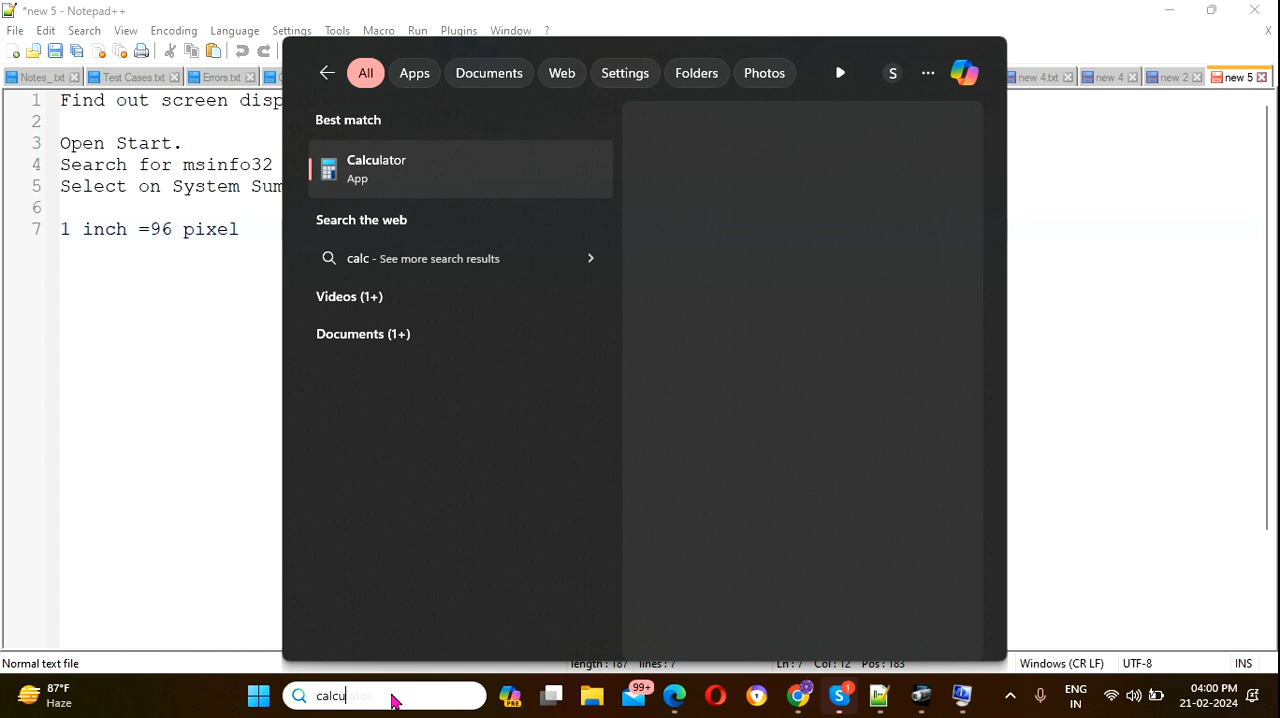 *new 5 - Notepad++
File Edit Search View Encoding Language Settings Tools Macro Run Plugins Window ? X
Notes_.txt Test Cases.txt Errors.txt new 4.txt new 4 new 2 new 5
1 Find out screen disp
2
3 Open Start.
4 Search for msinfo32
5 Select on System Sum
6
7 1 inch =96 pixel
All Apps Documents Web Settings Folders Photos S
Best match
Calculator
App
Search the web
calc - See more search results
Videos (1+)
Documents (1+)
Normal text file length : 187 lines : 7 Ln : 7 Col : 12 Pos : 183 Windows (CR LF) UTF-8 INS
87°F
Haze
calculator
PRE
99+
1
ENG
IN
04:00 PM
21-02-2024